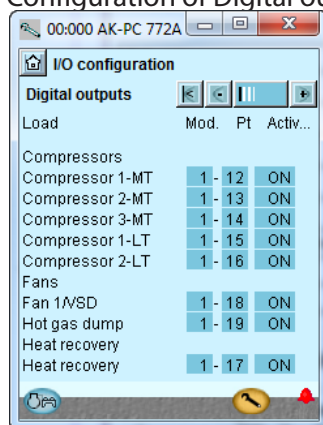 Configuration of Digital ou
00:000 AK-PC 772A
I/O configuration
Digital outputs
Load Mod. Pt Activ...
Compressors
Compressor 1-MT 1 - 12 ON
Compressor 2-MT 1 - 13 ON
Compressor 3-MT 1 - 14 ON
Compressor 1-LT 1 - 15 ON
Compressor 2-LT 1 - 16 ON
Fans
Fan 1/VSD 1 - 18 ON
Hot gas dump 1 - 19 ON
Heat recovery
Heat recovery 1 - 17 ON